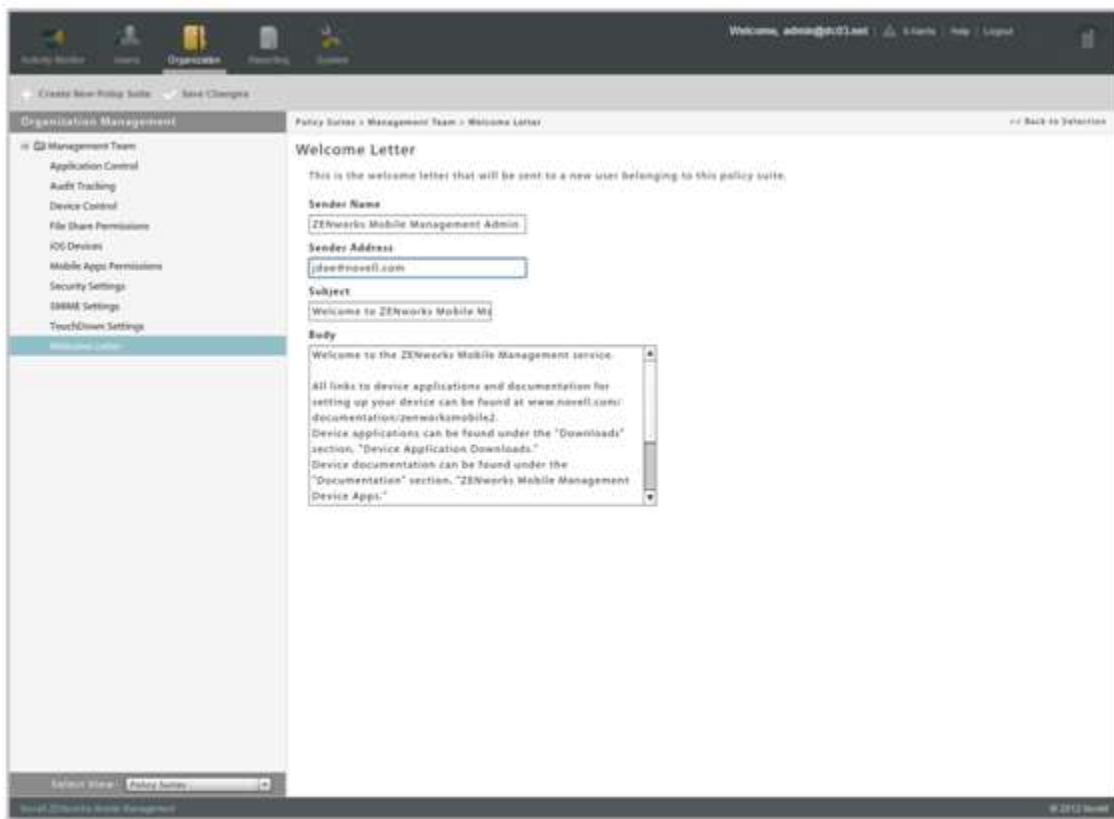 Welcome, admin@dc03.net | 0 Alerts | Help | Logout
Activity Monitor Users Organization Reporting System
Create New Policy Suite Save Changes
Organization Management
Management Team
Application Control
Audit Tracking
Device Control
File Share Permissions
iOS Devices
Mobile Apps Permissions
Security Settings
S/MIME Settings
TouchDown Settings
Welcome Letter
Select View: Policy Suites
Policy Suites > Management Team > Welcome Letter
<< Back to Selection
Welcome Letter
This is the welcome letter that will be sent to a new user belonging to this policy suite.
Sender Name
ZENworks Mobile Management Admin
Sender Address
jdoe@novell.com
Subject
Welcome to ZENworks Mobile Ma
Body
Welcome to the ZENworks Mobile Management service.
All links to device applications and documentation for
setting up your device can be found at www.novell.com/
documentation/zenworksmobile2.
Device applications can be found under the "Downloads"
section, "Device Application Downloads."
Device documentation can be found under the
"Documentation" section, "ZENworks Mobile Management
Device Apps."
Novell ZENworks Mobile Management
© 2012 Novell